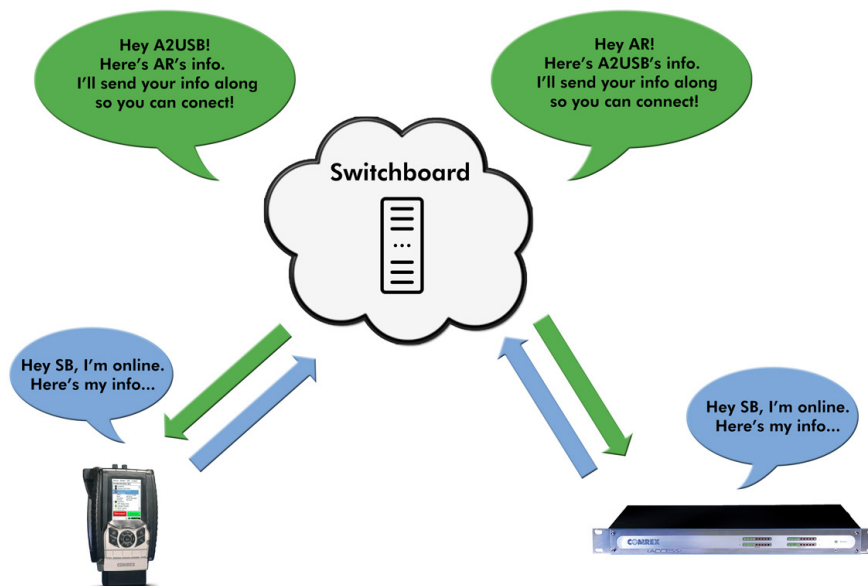 Hey A2USB!
Here's AR's info.
I'll send your info along
so you can conect!
Hey AR!
Here's A2USB's info.
I'll send your info along
so you can connect!
Switchboard
...
Hey SB, I'm online.
Here's my info...
Hey SB, I'm online.
Here's my info...
COMREX
COMREX